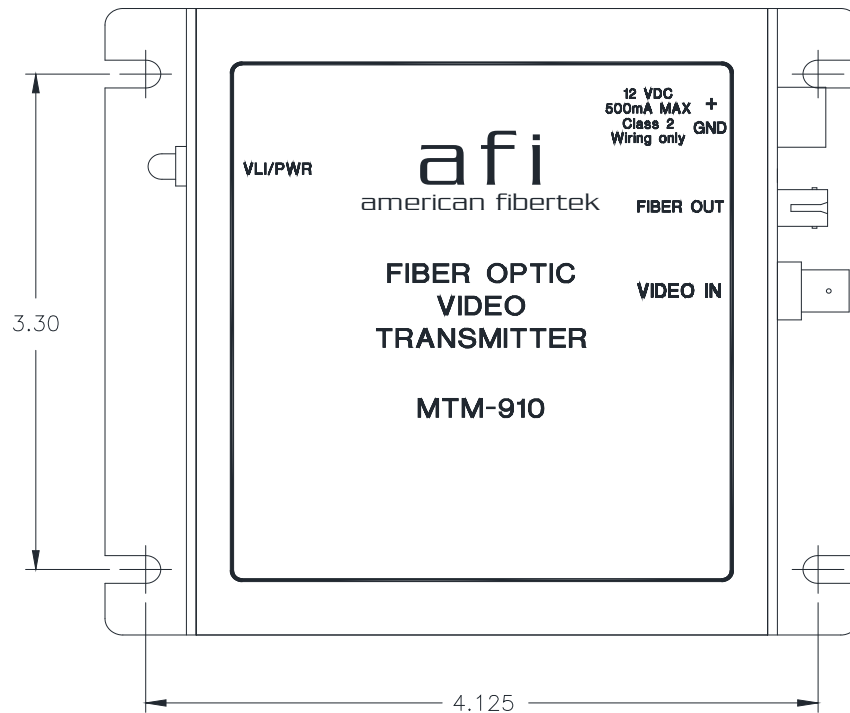 12 VDC
500mA MAX
Class 2
Wiring only
+
GND
VLI/PWR
afi
american fibertek
FIBER OUT
FIBER OPTIC
VIDEO
TRANSMITTER
VIDEO IN
3.30
MTM-910
4.125